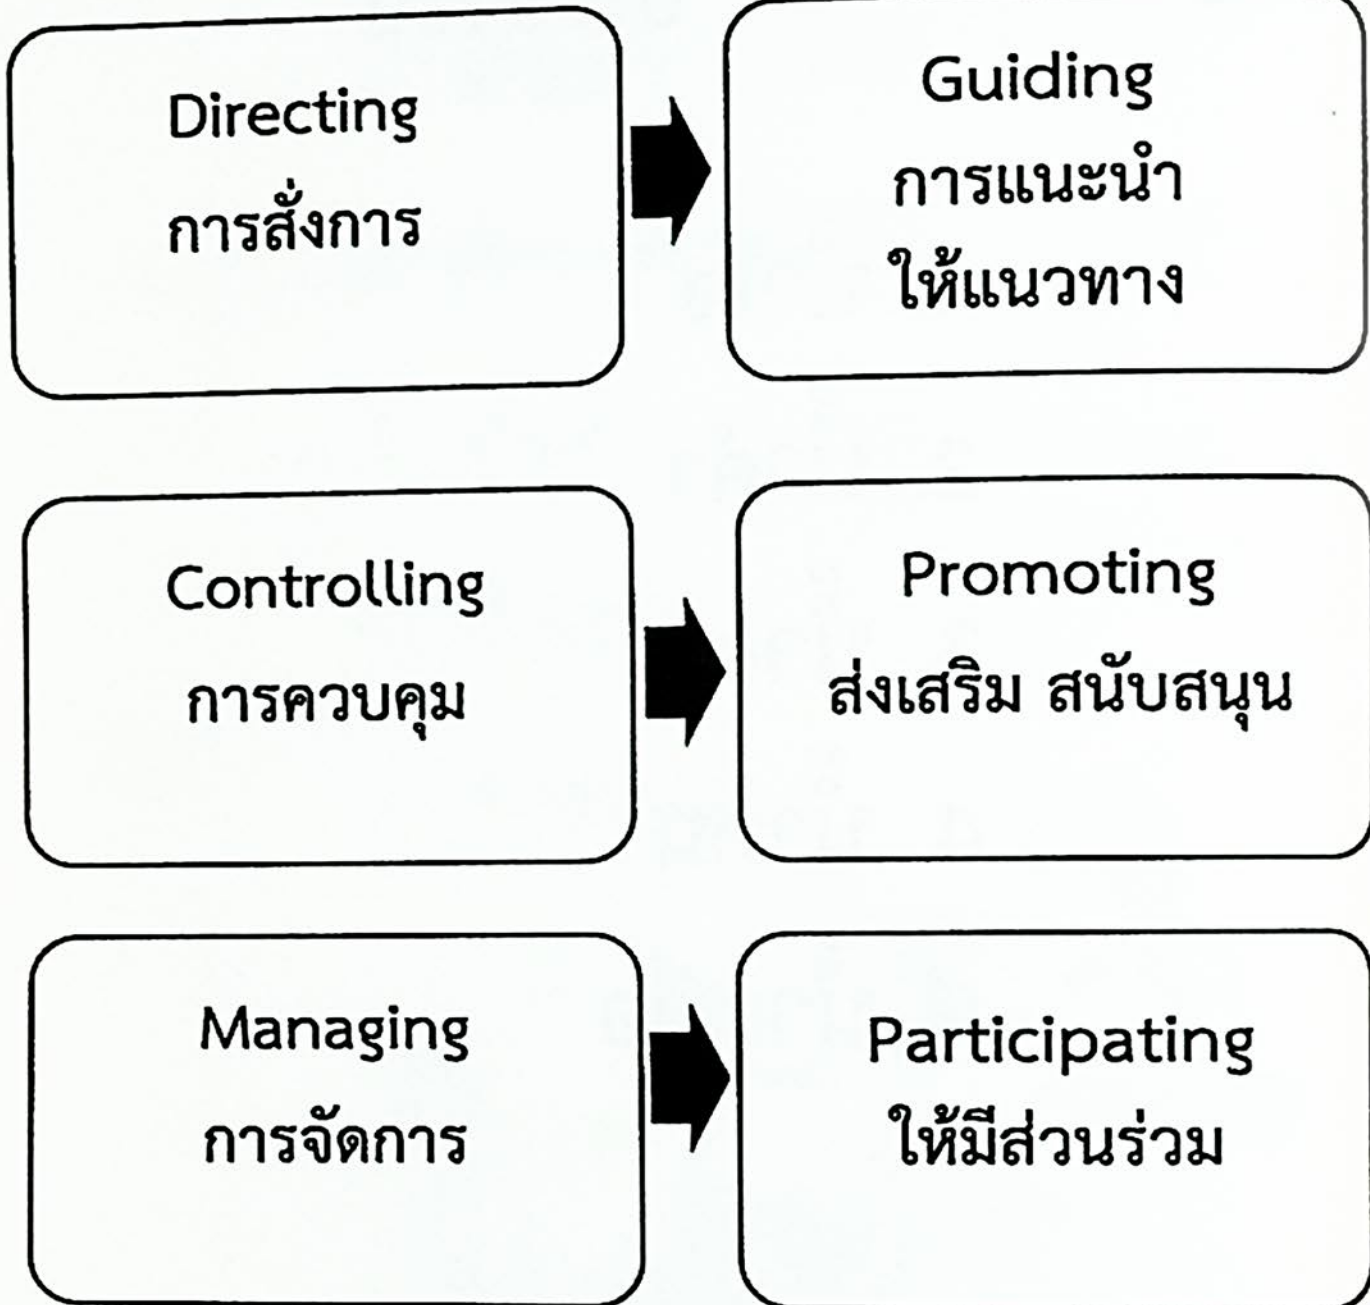 Directing
การสั่งการ
Guiding
การแนะนำ
ให้แนวทาง
Controlling
การควบคุม
Promoting
ส่งเสริม สนับสนุน
Managing
การจัดการ
Participating
ให้มีส่วนร่วม